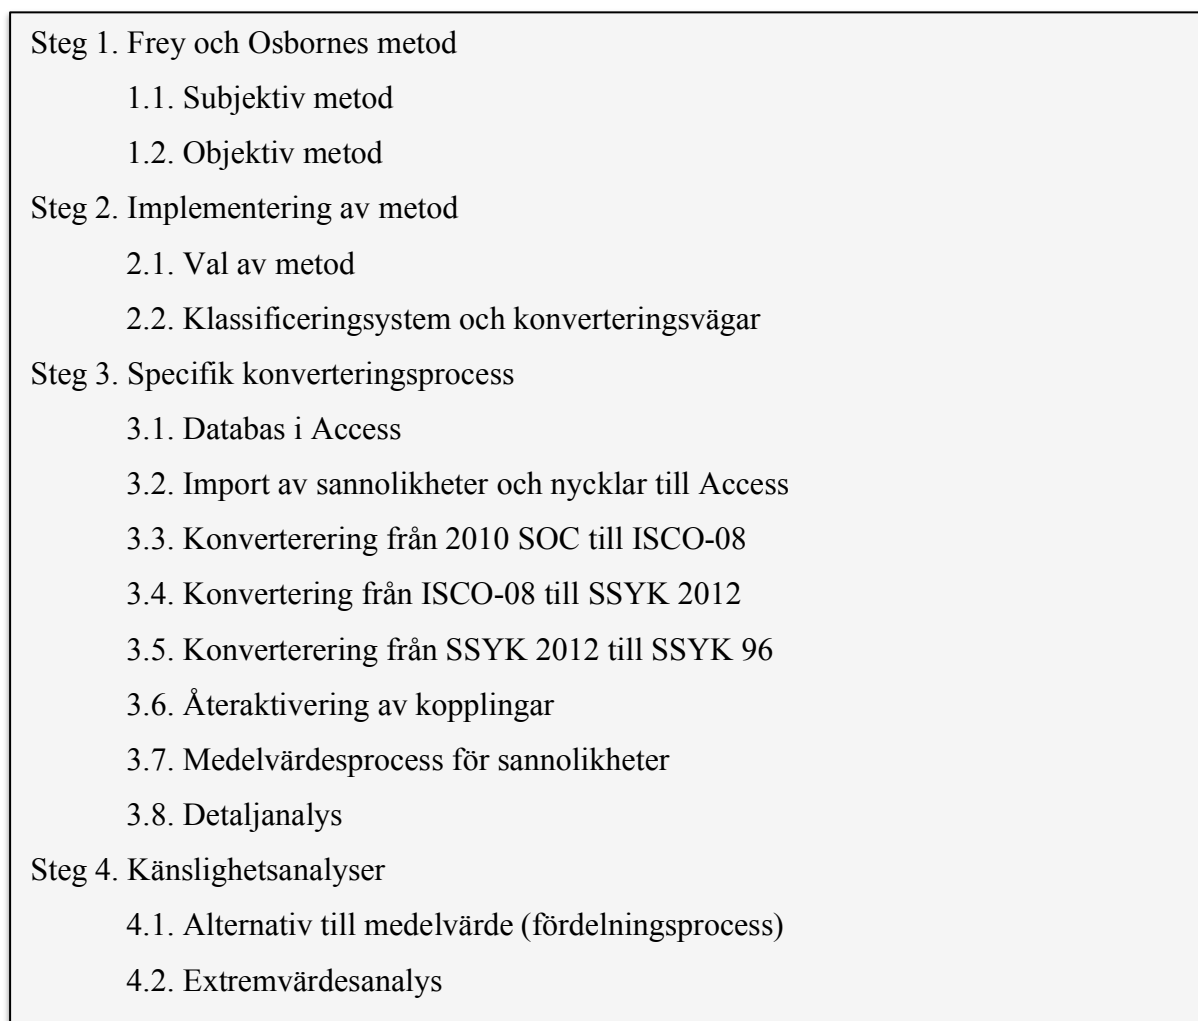 Steg 1. Frey och Osbornes metod
1.1. Subjektiv metod
1.2. Objektiv metod
Steg 2. Implementering av metod
2.1. Val av metod
2.2. Klassificeringsystem och konverteringsvägar
Steg 3. Specifik konverteringsprocess
3.1. Databas i Access
3.2. Import av sannolikheter och nycklar till Access
3.3. Konverterering från 2010 SOC till ISCO-08
3.4. Konvertering från ISCO-08 till SSYK 2012
3.5. Konverterering från SSYK 2012 till SSYK 96
3.6. Återaktivering av kopplingar
3.7. Medelvärdesprocess för sannolikheter
3.8. Detaljanalys
Steg 4. Känslighetsanalyser
4.1. Alternativ till medelvärde (fördelningsprocess)
4.2. Extremvärdesanalys